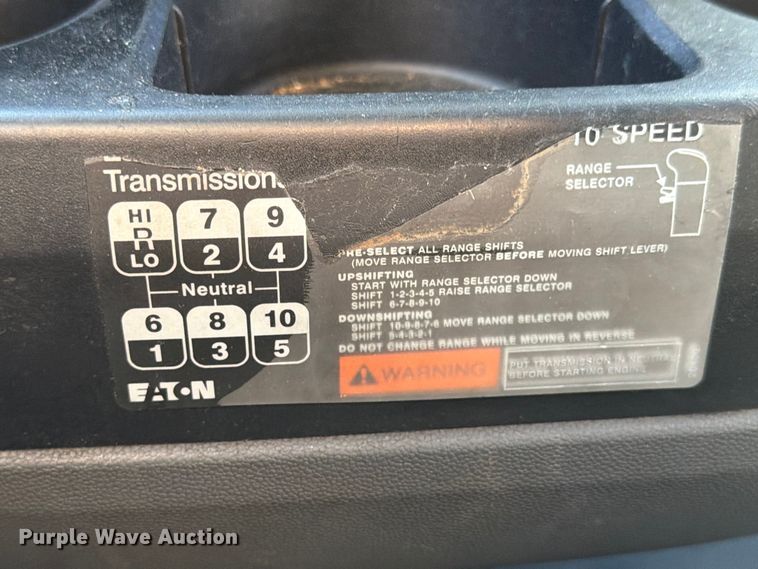 10 SPEED
Transmission
RANGE
SELECTOR
HI 7 9
R
LO 2 4
Neutral
6 8 10
1 3 5
EATON
PRE-SELECT ALL RANGE SHIFTS
(MOVE RANGE SELECTOR BEFORE MOVING SHIFT LEVER)
UPSHIFTING
START WITH RANGE SELECTOR DOWN
SHIFT 1-2-3-4-5 RAISE RANGE SELECTOR
SHIFT 6-7-8-9-10
DOWNSHIFTING
SHIFT 10-9-8-7-6 MOVE RANGE SELECTOR DOWN
SHIFT 5-4-3-2-1
DO NOT CHANGE RANGE WHILE MOVING IN REVERSE
WARNING
PUT TRANSMISSION IN NEUTRAL
BEFORE STARTING ENGINE
Purple Wave Auction